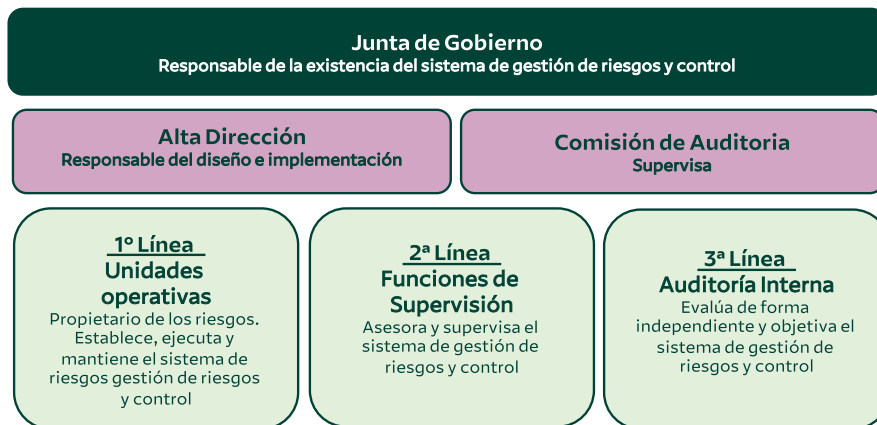 Junta de Gobierno
Responsable de la existencia del sistema de gestión de riesgos y control
Alta Dirección
Responsable del diseño e implementación
Comisión de Auditoria
Supervisa
1º Línea
Unidades
operativas
Propietario de los riesgos.
Establece, ejecuta y
mantiene el sistema de
riesgos gestión de riesgos
y control
2ª Línea
Funciones de
Supervisión
Asesora y supervisa el
sistema de gestión de
riesgos y control
3ª Línea
Auditoría Interna
Evalúa de forma
independiente y objetiva el
sistema de gestión de
riesgos y control